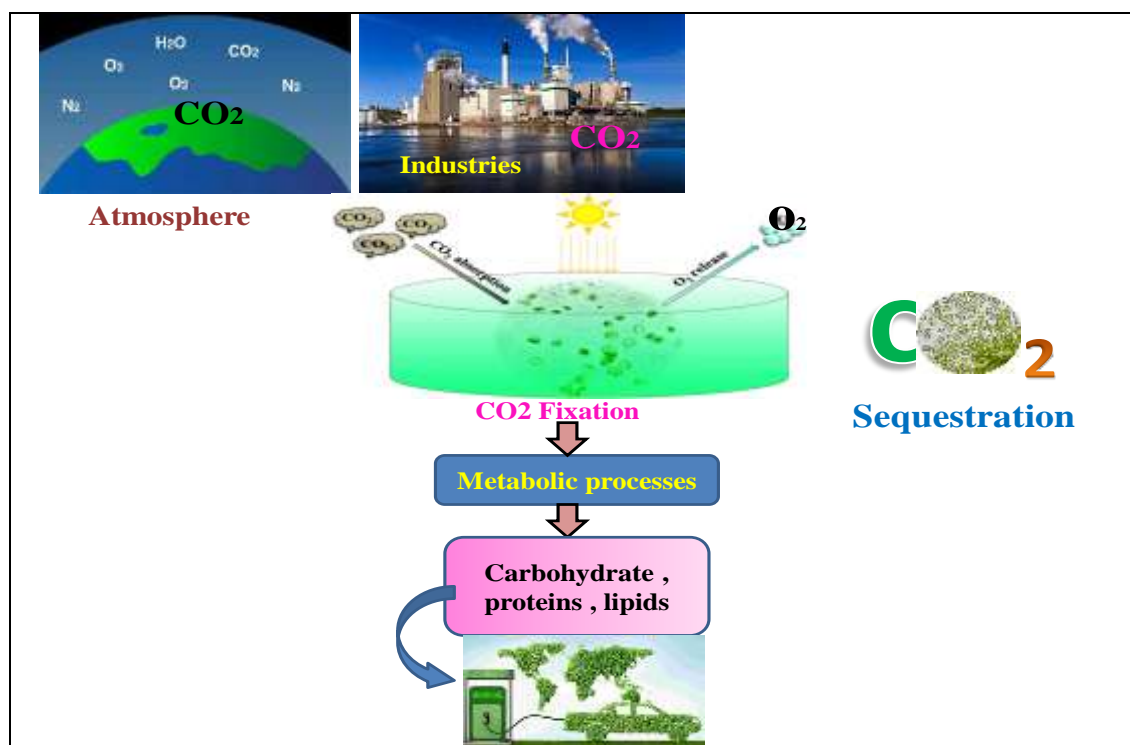 H2O
CO2
O3
O2
N2
N2
CO2
CO2
Industries
Atmosphere
CO2
CO2
CO2
CO2 absorption
O2
O2 release
CO2
Sequestration
CO2 Fixation
Metabolic processes
Carbohydrate ,
proteins , lipids